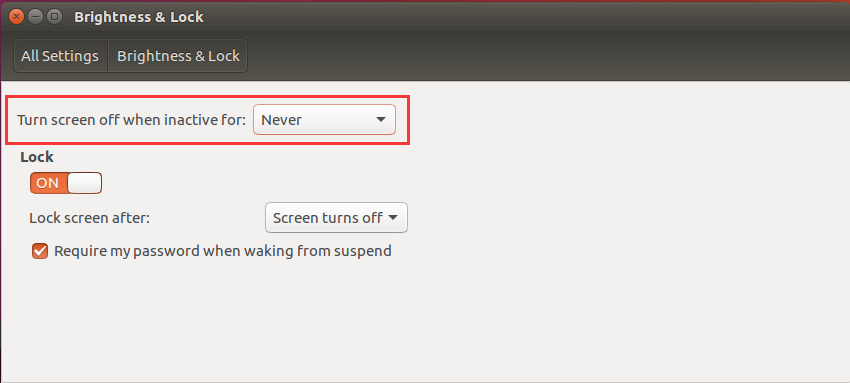 Brightness & Lock
All Settings Brightness & Lock
Turn screen off when inactive for: Never
Lock
ON
Lock screen after: Screen turns off
Require my password when waking from suspend